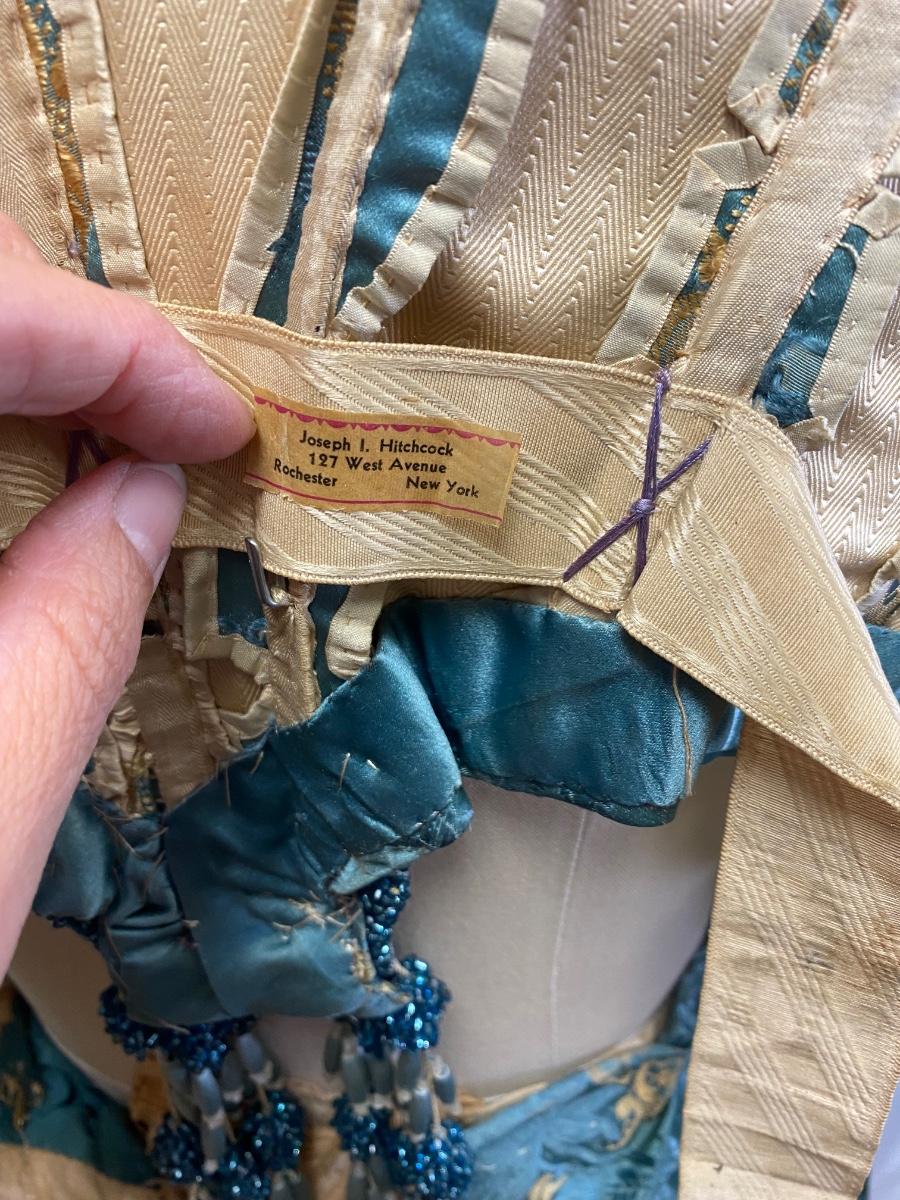 Joseph I. Hitchcock
127 West Avenue
Rochester New York